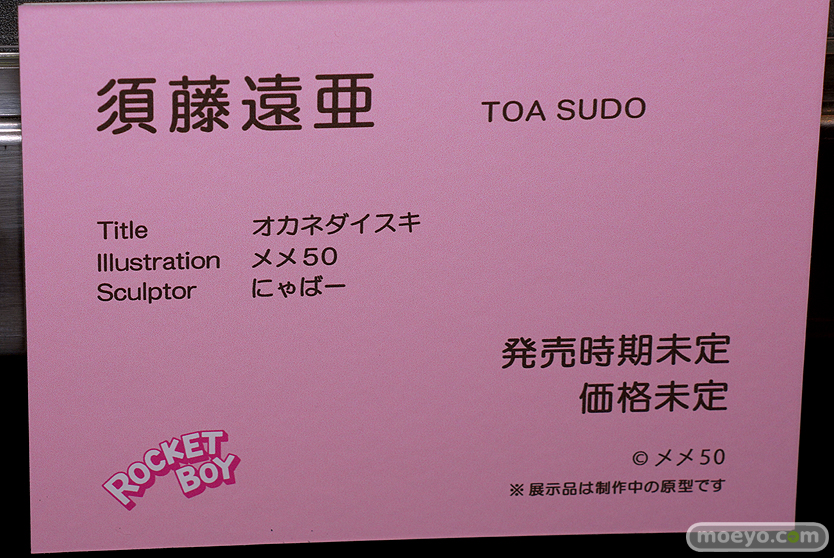 須藤遠亜 TOA SUDO
Title オカネダイスキ
Illustration メメ50
Sculptor にゃばー
発売時期未定
価格未定
©メメ50
※展示品は制作中の原型です
ROCKET
BOY
moeyo.com